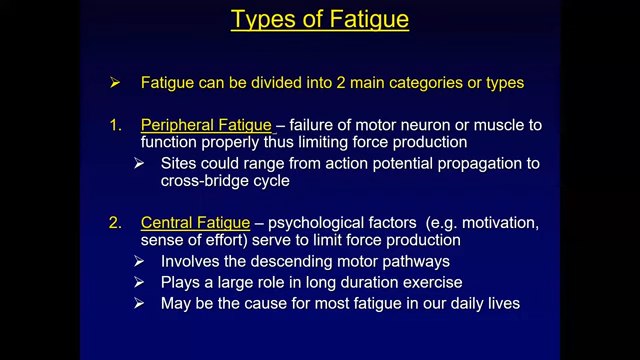 Types of Fatigue
➢ Fatigue can be divided into 2 main categories or types
1. Peripheral Fatigue – failure of motor neuron or muscle to
function properly thus limiting force production
➢ Sites could range from action potential propagation to
cross-bridge cycle
2. Central Fatigue – psychological factors (e.g. motivation,
sense of effort) serve to limit force production
➢ Involves the descending motor pathways
➢ Plays a large role in long duration exercise
➢ May be the cause for most fatigue in our daily lives